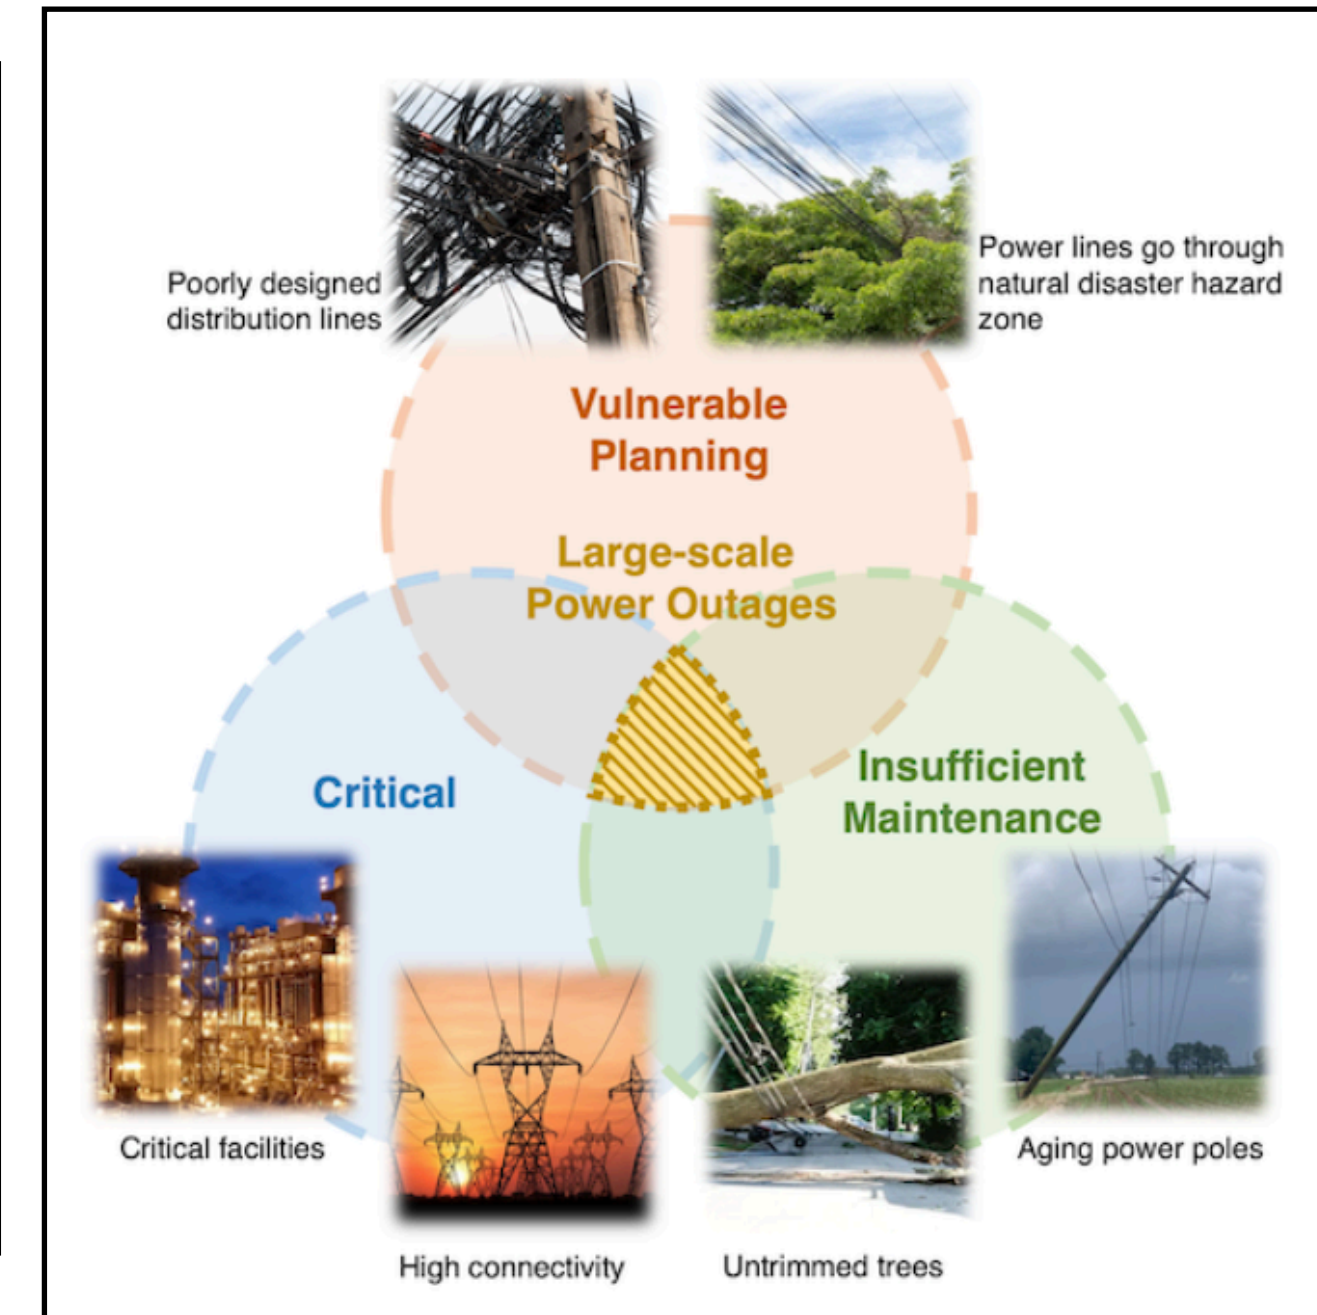 Poorly designed
distribution lines
Power lines go through
natural disaster hazard
zone
Vulnerable
Planning
Large-scale
Power Outages
Critical
Insufficient
Maintenance
Critical facilities
High connectivity
Untrimmed trees
Aging power poles